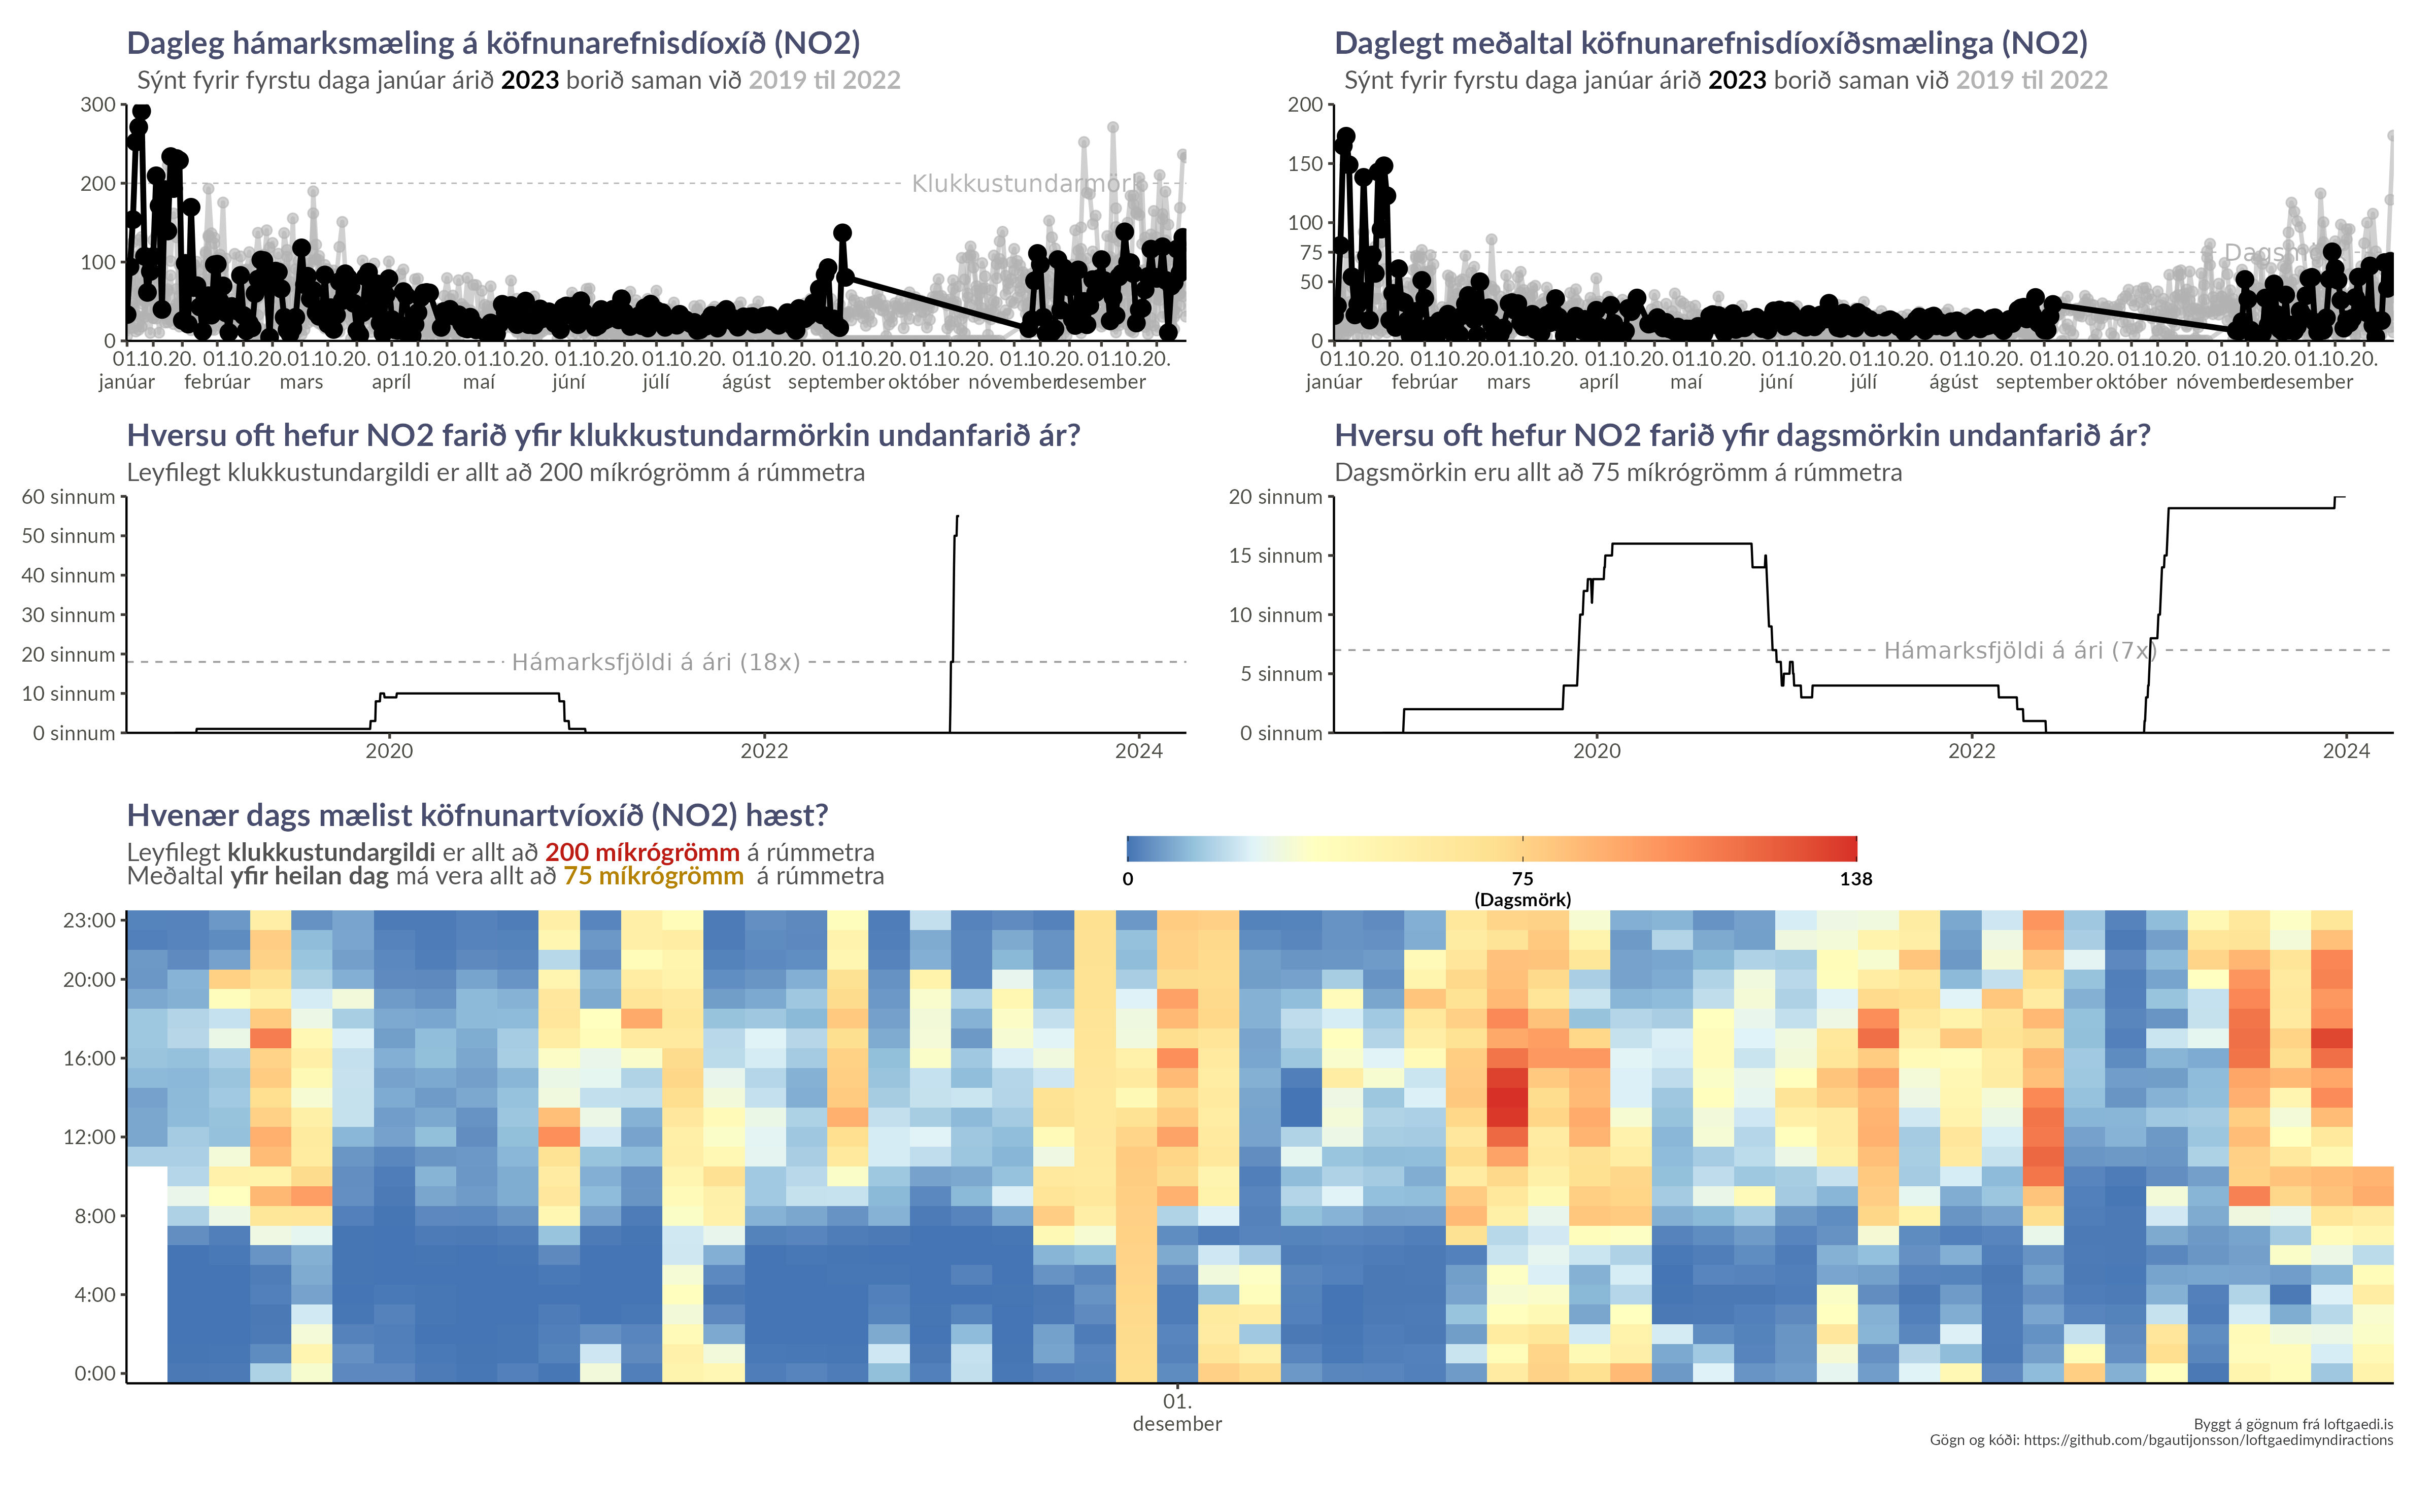 Dagleg hámarksmæling á köfnunarefnisdíoxíð (NO2)
Sýnt fyrir fyrstu daga janúar árið 2023 borið saman við 2019 til 2022
300
200
100
0
Klukkustundarmörk
01.10.20. 01.10.20. 01.10.20. 01.10.20. 01.10.20. 01.10.20. 01.10.20. 01.10.20. 01.10.20. 01.10.20. 01.10.20. 01.10.20.
janúar febrúar mars apríl maí júní júlí ágúst september október nóvember desember
Daglegt meðaltal köfnunarefnisdíoxíðsmælinga (NO2)
Sýnt fyrir fyrstu daga janúar árið 2023 borið saman við 2019 til 2022
200
150
100
75
50
0
01.10.20. 01.10.20. 01.10.20. 01.10.20. 01.10.20. 01.10.20. 01.10.20. 01.10.20. 01.10.20. 01.10.20. 01.10.20. 01.10.20.
janúar febrúar mars apríl maí júní júlí ágúst september október nóvember desember
Hversu oft hefur NO2 farið yfir klukkustundarmörkin undanfarið ár?
Leyfilegt klukkustundargildi er allt að 200 míkrógrömm á rúmmetra
60 sinnum
50 sinnum
40 sinnum
30 sinnum
20 sinnum
10 sinnum
0 sinnum
Hámarksfjöldi á ári (18x)
2020 2022 2024
Hversu oft hefur NO2 farið yfir dagsmörkin undanfarið ár?
Dagsmörkin eru allt að 75 míkrógrömm á rúmmetra
20 sinnum
15 sinnum
10 sinnum
5 sinnum
0 sinnum
Hámarksfjöldi á ári (7x)
2020 2022 2024
Hvenær dags mælist köfnunartvíoxíð (NO2) hæst?
Leyfilegt klukkustundargildi er allt að 200 míkrógrömm á rúmmetra
Meðaltal yfir heilan dag má vera allt að 75 míkrógrömm á rúmmetra
0 75 138
(Dagsmörk)
23:00
20:00
16:00
12:00
8:00
4:00
0:00
01.
desember
Byggt á gögnum frá loftgaedi.is
Gögn og kóði: https://github.com/bgautijonsson/loftgaedimyndiractions